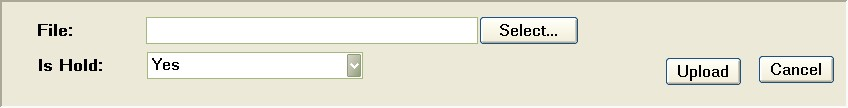 File: Select...
Is Hold: Yes
Upload Cancel